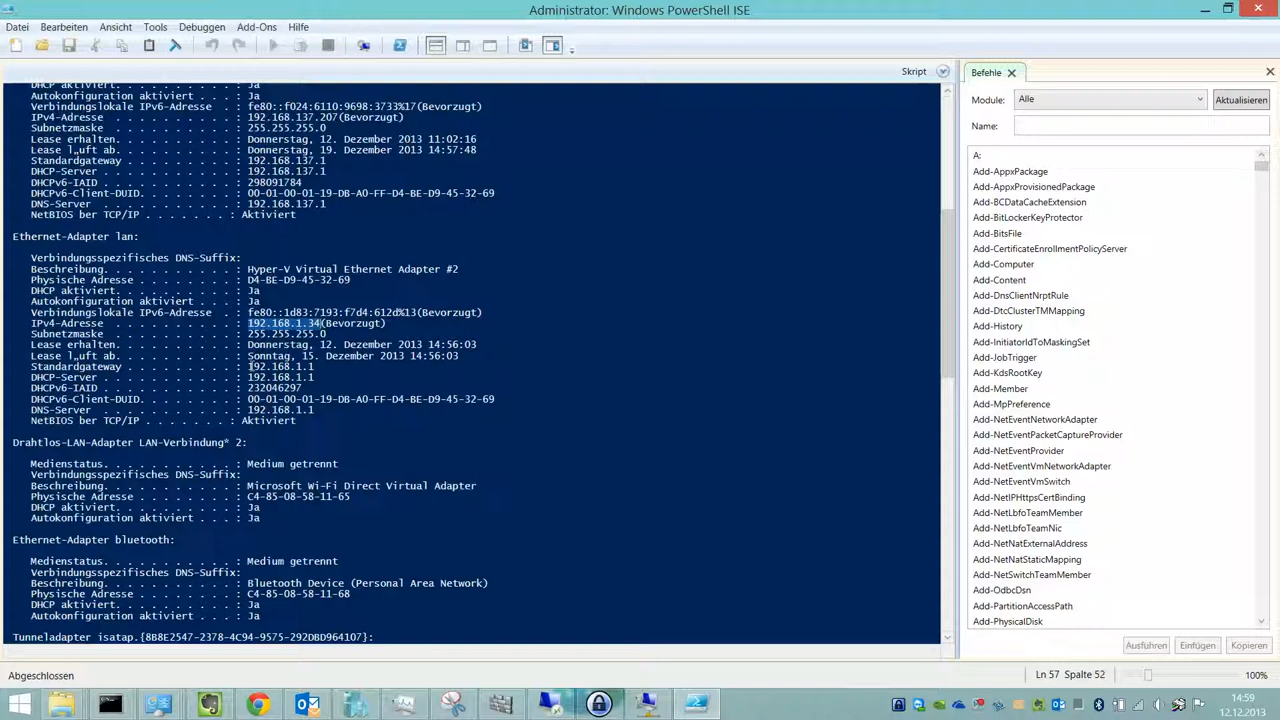 Administrator: Windows PowerShell ISE
Datei Bearbeiten Ansicht Tools Debuggen Add-Ons Hilfe
Skript
DHCP aktiviert. . . . . . . . . . : Ja
Autokonfiguration aktiviert . . . : Ja
Verbindungslokale IPv6-Adresse . : fe80::f024:6110:9698:3733%17(Bevorzugt)
IPv4-Adresse . . . . . . . . . . : 192.168.137.207(Bevorzugt)
Subnetzmaske . . . . . . . . . . : 255.255.255.0
Lease erhalten. . . . . . . . . . : Donnerstag, 12. Dezember 2013 11:02:16
Lease l„uft ab. . . . . . . . . . : Donnerstag, 19. Dezember 2013 14:57:48
Standardgateway . . . . . . . . . : 192.168.137.1
DHCP-Server . . . . . . . . . . . : 192.168.137.1
DHCPv6-IAID . . . . . . . . . . . : 298091784
DHCPv6-Client-DUID. . . . . . . . : 00-01-00-01-19-DB-A0-FF-D4-BE-D9-45-32-69
DNS-Server . . . . . . . . . . . : 192.168.137.1
NetBIOS ber TCP/IP . . . . . . . : Aktiviert
Ethernet-Adapter lan:
Verbindungsspezifisches DNS-Suffix:
Beschreibung. . . . . . . . . . . : Hyper-V Virtual Ethernet Adapter #2
Physische Adresse . . . . . . . . : D4-BE-D9-45-32-69
DHCP aktiviert. . . . . . . . . . : Ja
Autokonfiguration aktiviert . . . : Ja
Verbindungslokale IPv6-Adresse . : fe80::1d83:7193:f7d4:612d%13(Bevorzugt)
IPv4-Adresse . . . . . . . . . . : 192.168.1.34(Bevorzugt)
Subnetzmaske . . . . . . . . . . : 255.255.255.0
Lease erhalten. . . . . . . . . . : Donnerstag, 12. Dezember 2013 14:56:03
Lease l„uft ab. . . . . . . . . . : Sonntag, 15. Dezember 2013 14:56:03
Standardgateway . . . . . . . . . : 192.168.1.1
DHCP-Server . . . . . . . . . . . : 192.168.1.1
DHCPv6-IAID . . . . . . . . . . . : 232046297
DHCPv6-Client-DUID. . . . . . . . : 00-01-00-01-19-DB-A0-FF-D4-BE-D9-45-32-69
DNS-Server . . . . . . . . . . . : 192.168.1.1
NetBIOS ber TCP/IP . . . . . . . : Aktiviert
Drahtlos-LAN-Adapter LAN-Verbindung* 2:
Medienstatus. . . . . . . . . . . : Medium getrennt
Verbindungsspezifisches DNS-Suffix:
Beschreibung. . . . . . . . . . . : Microsoft Wi-Fi Direct Virtual Adapter
Physische Adresse . . . . . . . . : C4-85-08-58-11-65
DHCP aktiviert. . . . . . . . . . : Ja
Autokonfiguration aktiviert . . . : Ja
Ethernet-Adapter bluetooth:
Medienstatus. . . . . . . . . . . : Medium getrennt
Verbindungsspezifisches DNS-Suffix:
Beschreibung. . . . . . . . . . . : Bluetooth Device (Personal Area Network)
Physische Adresse . . . . . . . . : C4-85-08-58-11-68
DHCP aktiviert. . . . . . . . . . : Ja
Autokonfiguration aktiviert . . . : Ja
Tunneladapter isatap.{8B8E2547-2378-4C94-9575-292DBD964107}:
Befehle
Module: Alle Aktualisieren
Name:
A:
Add-AppxPackage
Add-AppxProvisionedPackage
Add-BCDataCacheExtension
Add-BitLockerKeyProtector
Add-BitsFile
Add-CertificateEnrollmentPolicyServer
Add-Computer
Add-Content
Add-DnsClientNrptRule
Add-DtcClusterTMMapping
Add-History
Add-InitiatorIdToMaskingSet
Add-JobTrigger
Add-KdsRootKey
Add-Member
Add-MpPreference
Add-NetEventNetworkAdapter
Add-NetEventPacketCaptureProvider
Add-NetEventProvider
Add-NetEventVmNetworkAdapter
Add-NetEventVmSwitch
Add-NetIPHttpsCertBinding
Add-NetLbfoTeamMember
Add-NetLbfoTeamNic
Add-NetNatExternalAddress
Add-NetNatStaticMapping
Add-NetSwitchTeamMember
Add-OdbcDsn
Add-PartitionAccessPath
Add-PhysicalDisk
Ausführen Einfügen Kopieren
Abgeschlossen
Ln 57 Spalte 52
100%
14:59
12.12.2013